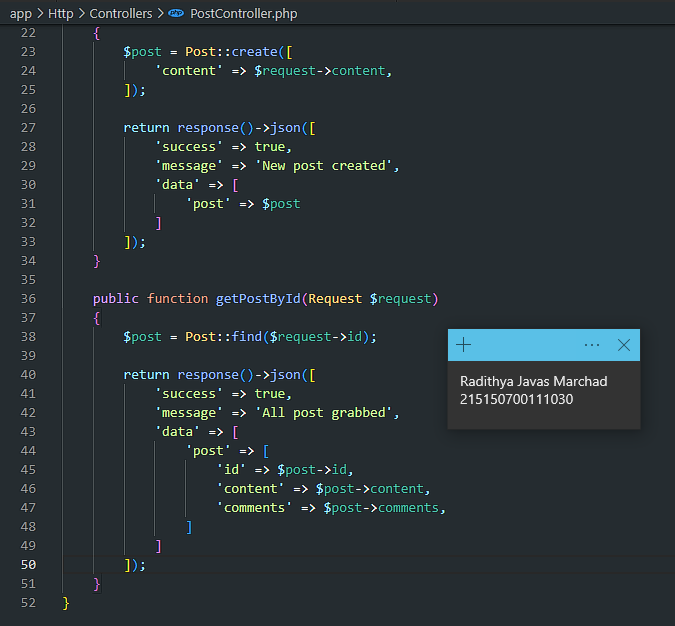 app > Http > Controllers > PostController.php
22 {
23 $post = Post::create([
24 'content' => $request->content,
25 ]);
26
27 return response()->json([
28 'success' => true,
29 'message' => 'New post created',
30 'data' => [
31 'post' => $post
32 ]
33 ]);
34 }
35
36 public function getPostById(Request $request)
37 {
38 $post = Post::find($request->id);
39
40 return response()->json([
41 'success' => true,
42 'message' => 'All post grabbed',
43 'data' => [
44 'post' => [
45 'id' => $post->id,
46 'content' => $post->content,
47 'comments' => $post->comments,
48 ]
49 ]
50 ]);
51 }
52 }
Radithya Javas Marchad
215150700111030